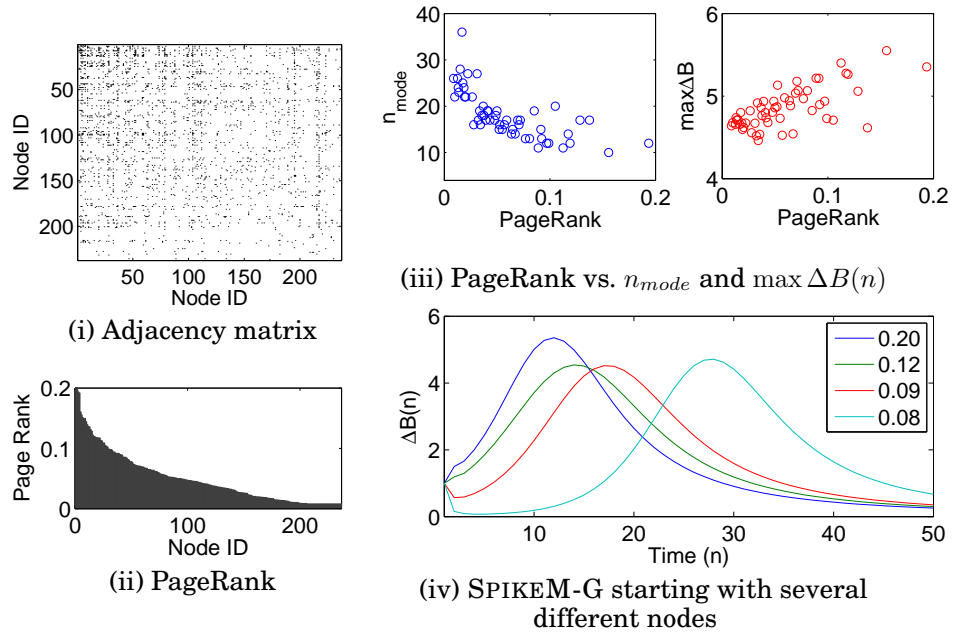 50
100
150
200
Node ID
50 100 150 200
Node ID
(i) Adjacency matrix
0.2
0.1
0
Page Rank
0 100 200
Node ID
(ii) PageRank
40
30
20
10
n_mode
0 0.1 0.2
PageRank
6
5
4
max∆B
0 0.1 0.2
PageRank
(iii) PageRank vs. n_mode and max ∆B(n)
6
4
2
0
∆B(n)
10 20 30 40 50
Time (n)
0.20
0.12
0.09
0.08
(iv) SPIKEM-G starting with several
different nodes